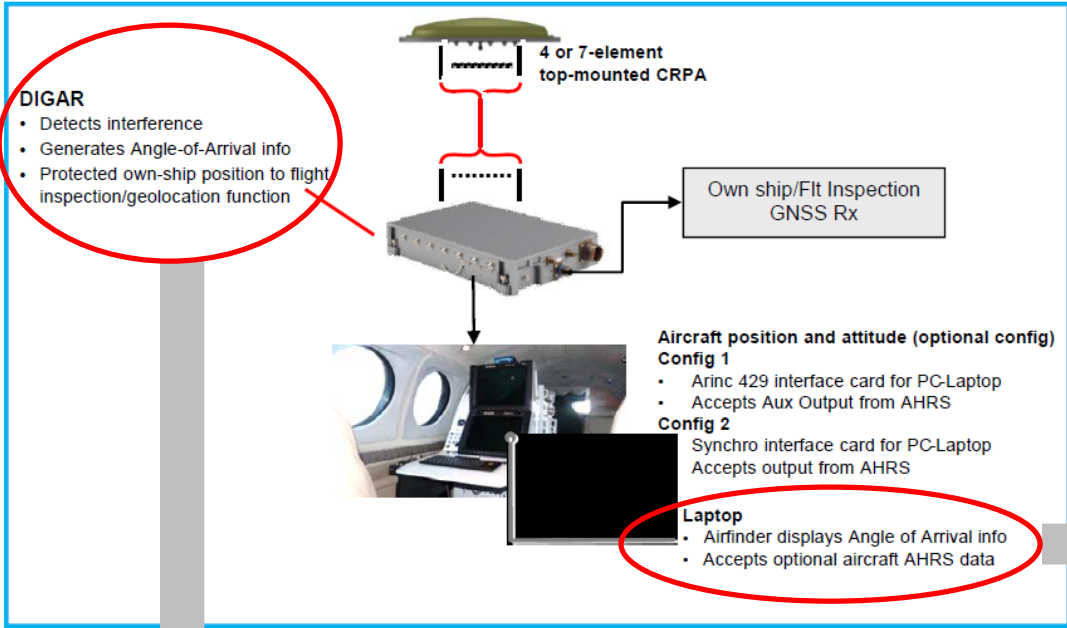 4 or 7-element
top-mounted CRPA
DIGAR
• Detects interference
• Generates Angle-of-Arrival info
• Protected own-ship position to flight
inspection/geolocation function
Own ship/Flt Inspection
GNSS Rx
Aircraft position and attitude (optional config)
Config 1
• Arinc 429 interface card for PC-Laptop
• Accepts Aux Output from AHRS
Config 2
Synchro interface card for PC-Laptop
Accepts output from AHRS
Laptop
• Airfinder displays Angle of Arrival info
• Accepts optional aircraft AHRS data